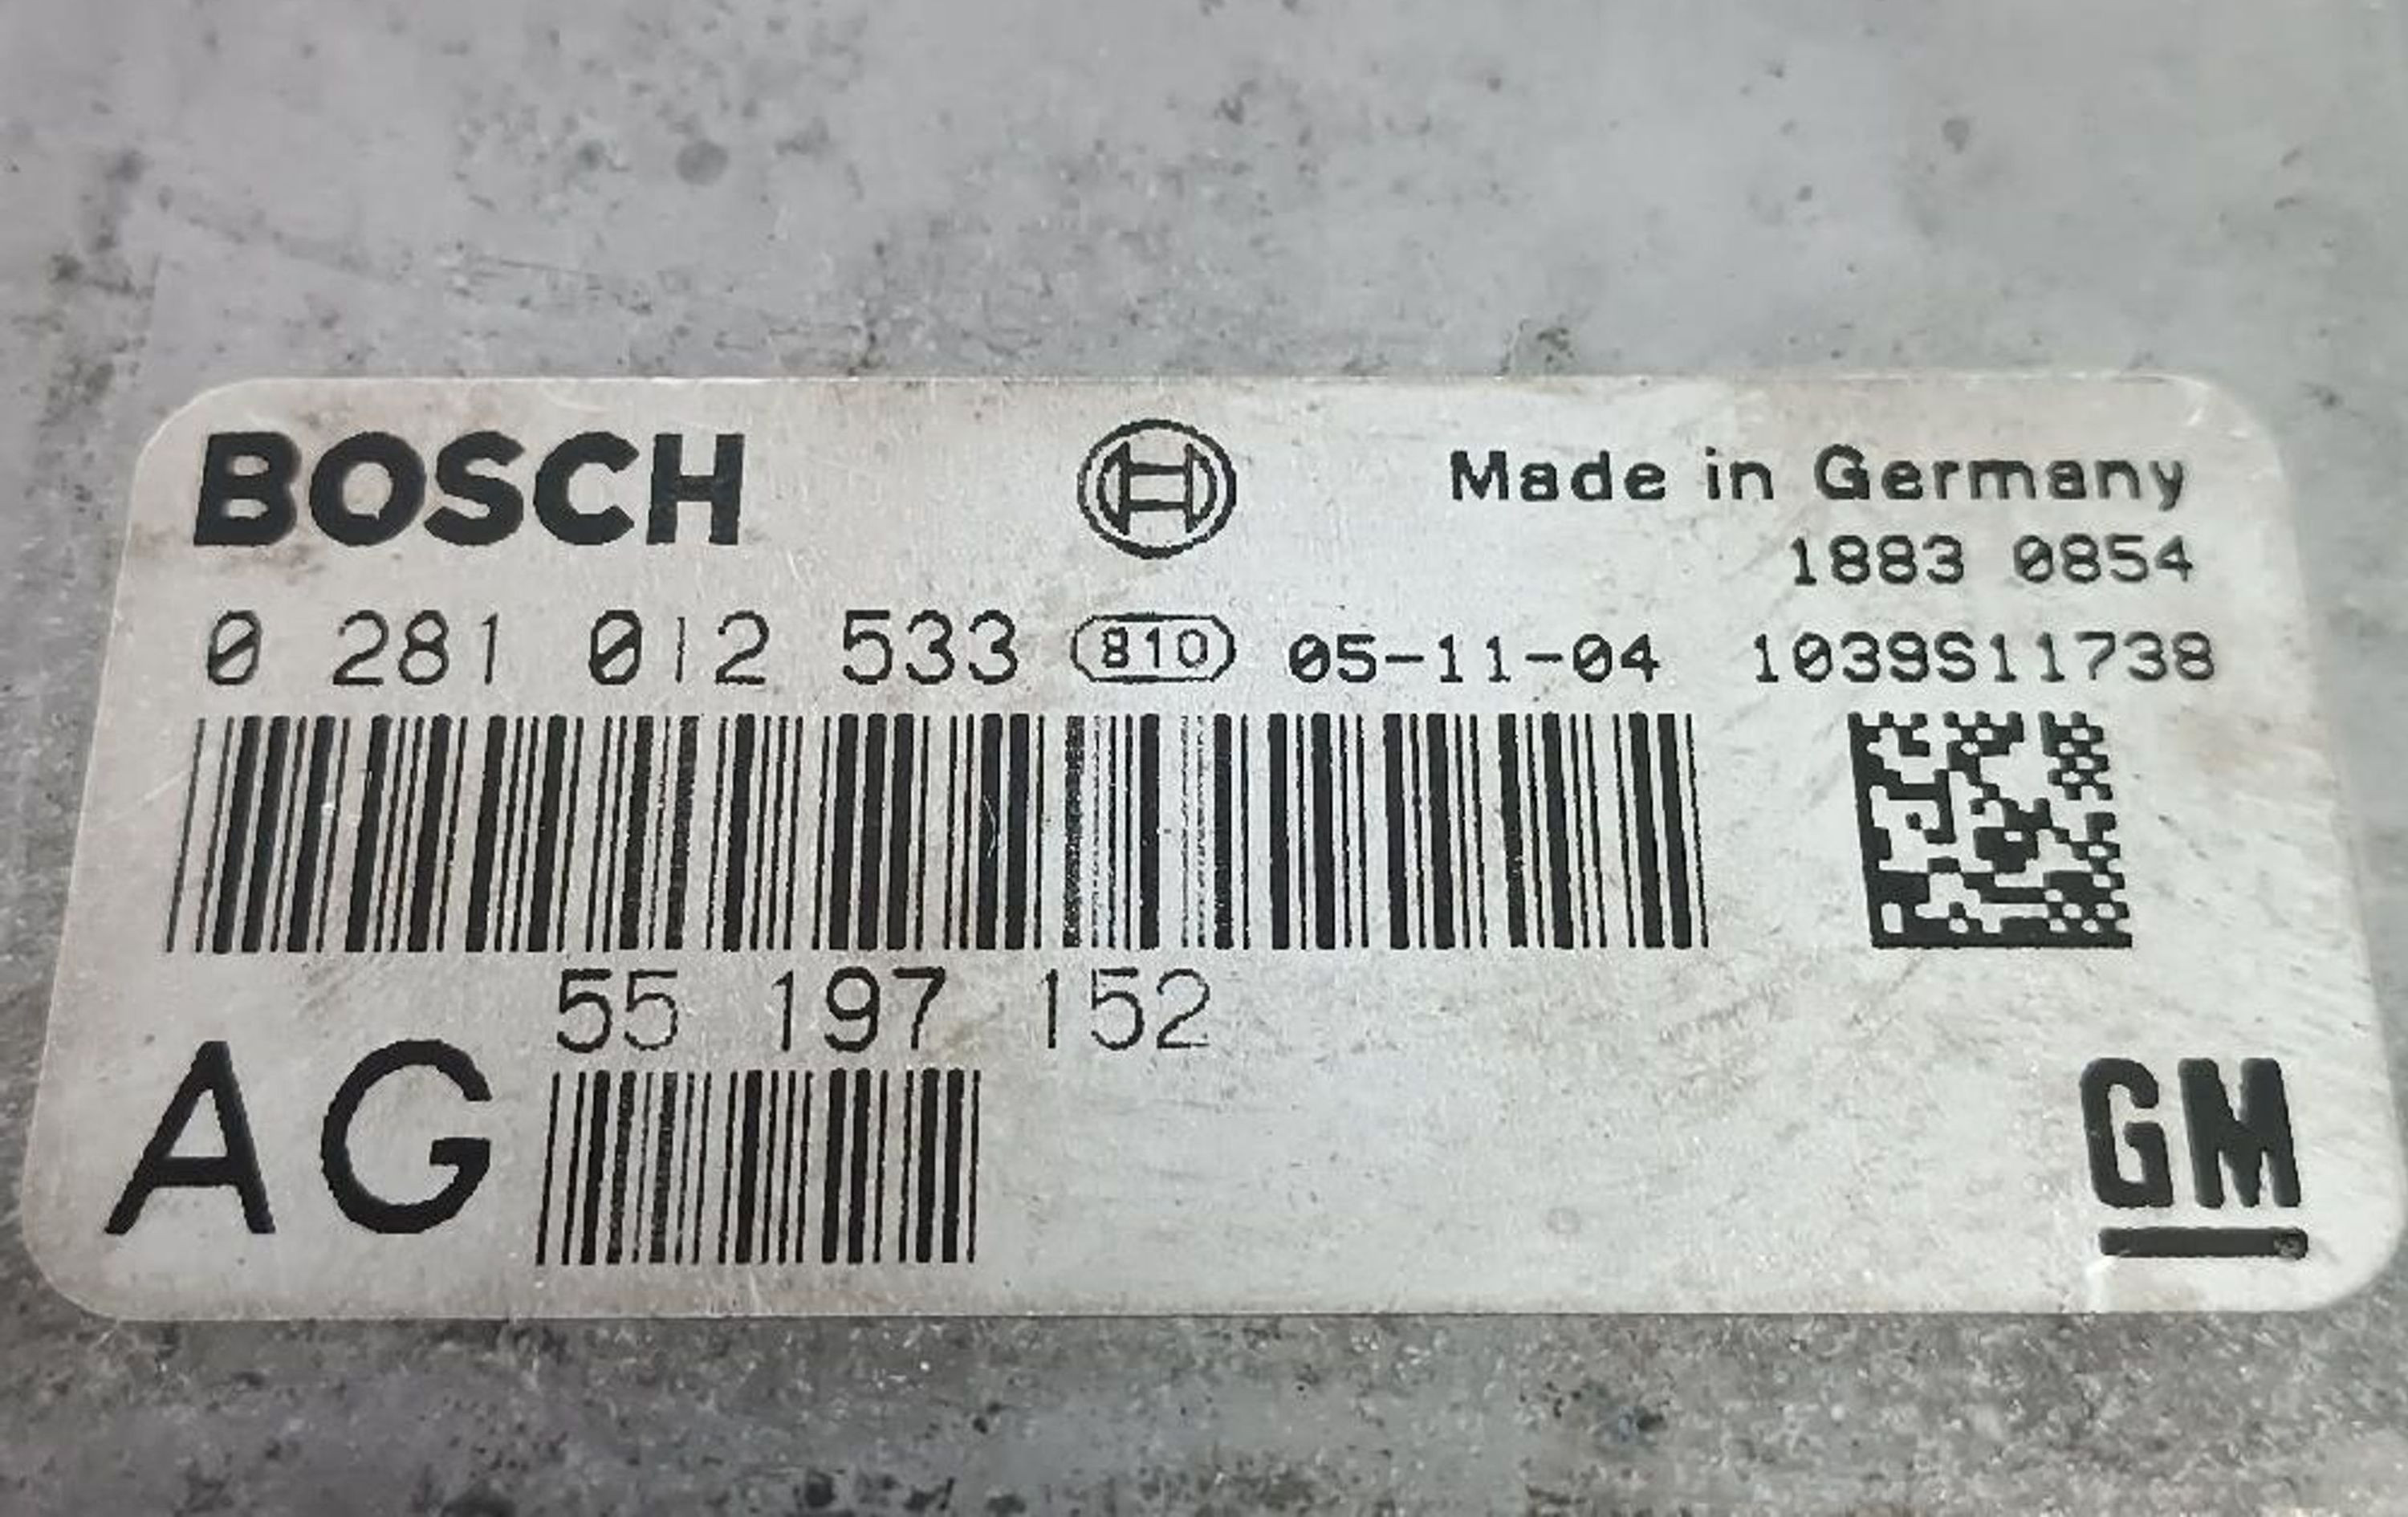 BOSCH Made in Germany
1883 0854
0 281 012 533 810 05-11-04 1039S11738
55 197 152
AG GM